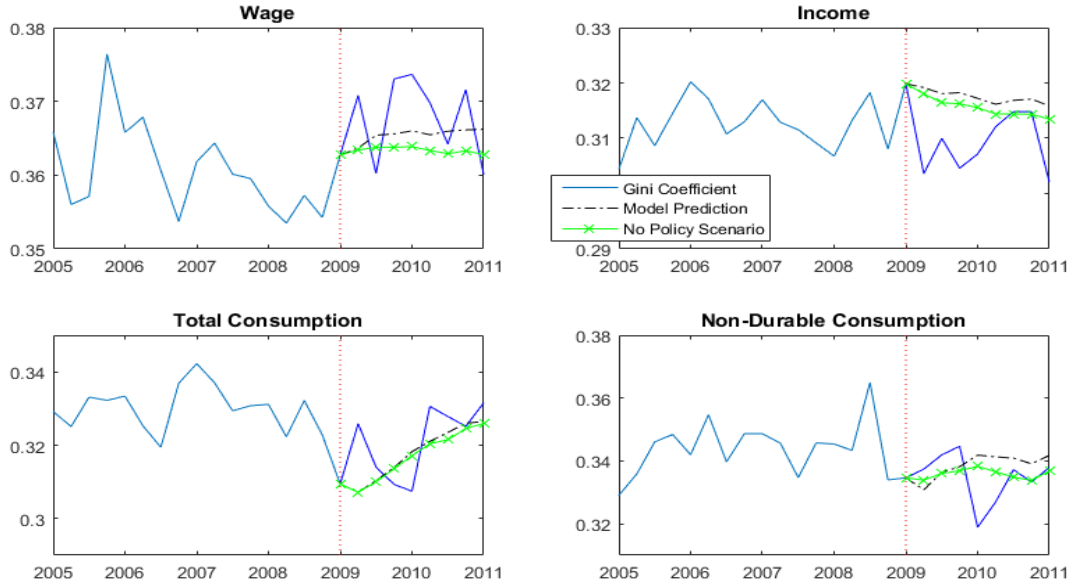 Wage
0.38
0.37
0.36
0.35
2005 2006 2007 2008 2009 2010 2011
Income
0.33
0.32
0.31
0.29
2005 2006 2007 2008 2009 2010 2011
Gini Coefficient
Model Prediction
No Policy Scenario
Total Consumption
0.34
0.32
0.3
2005 2006 2007 2008 2009 2010 2011
Non-Durable Consumption
0.38
0.36
0.34
0.32
2005 2006 2007 2008 2009 2010 2011